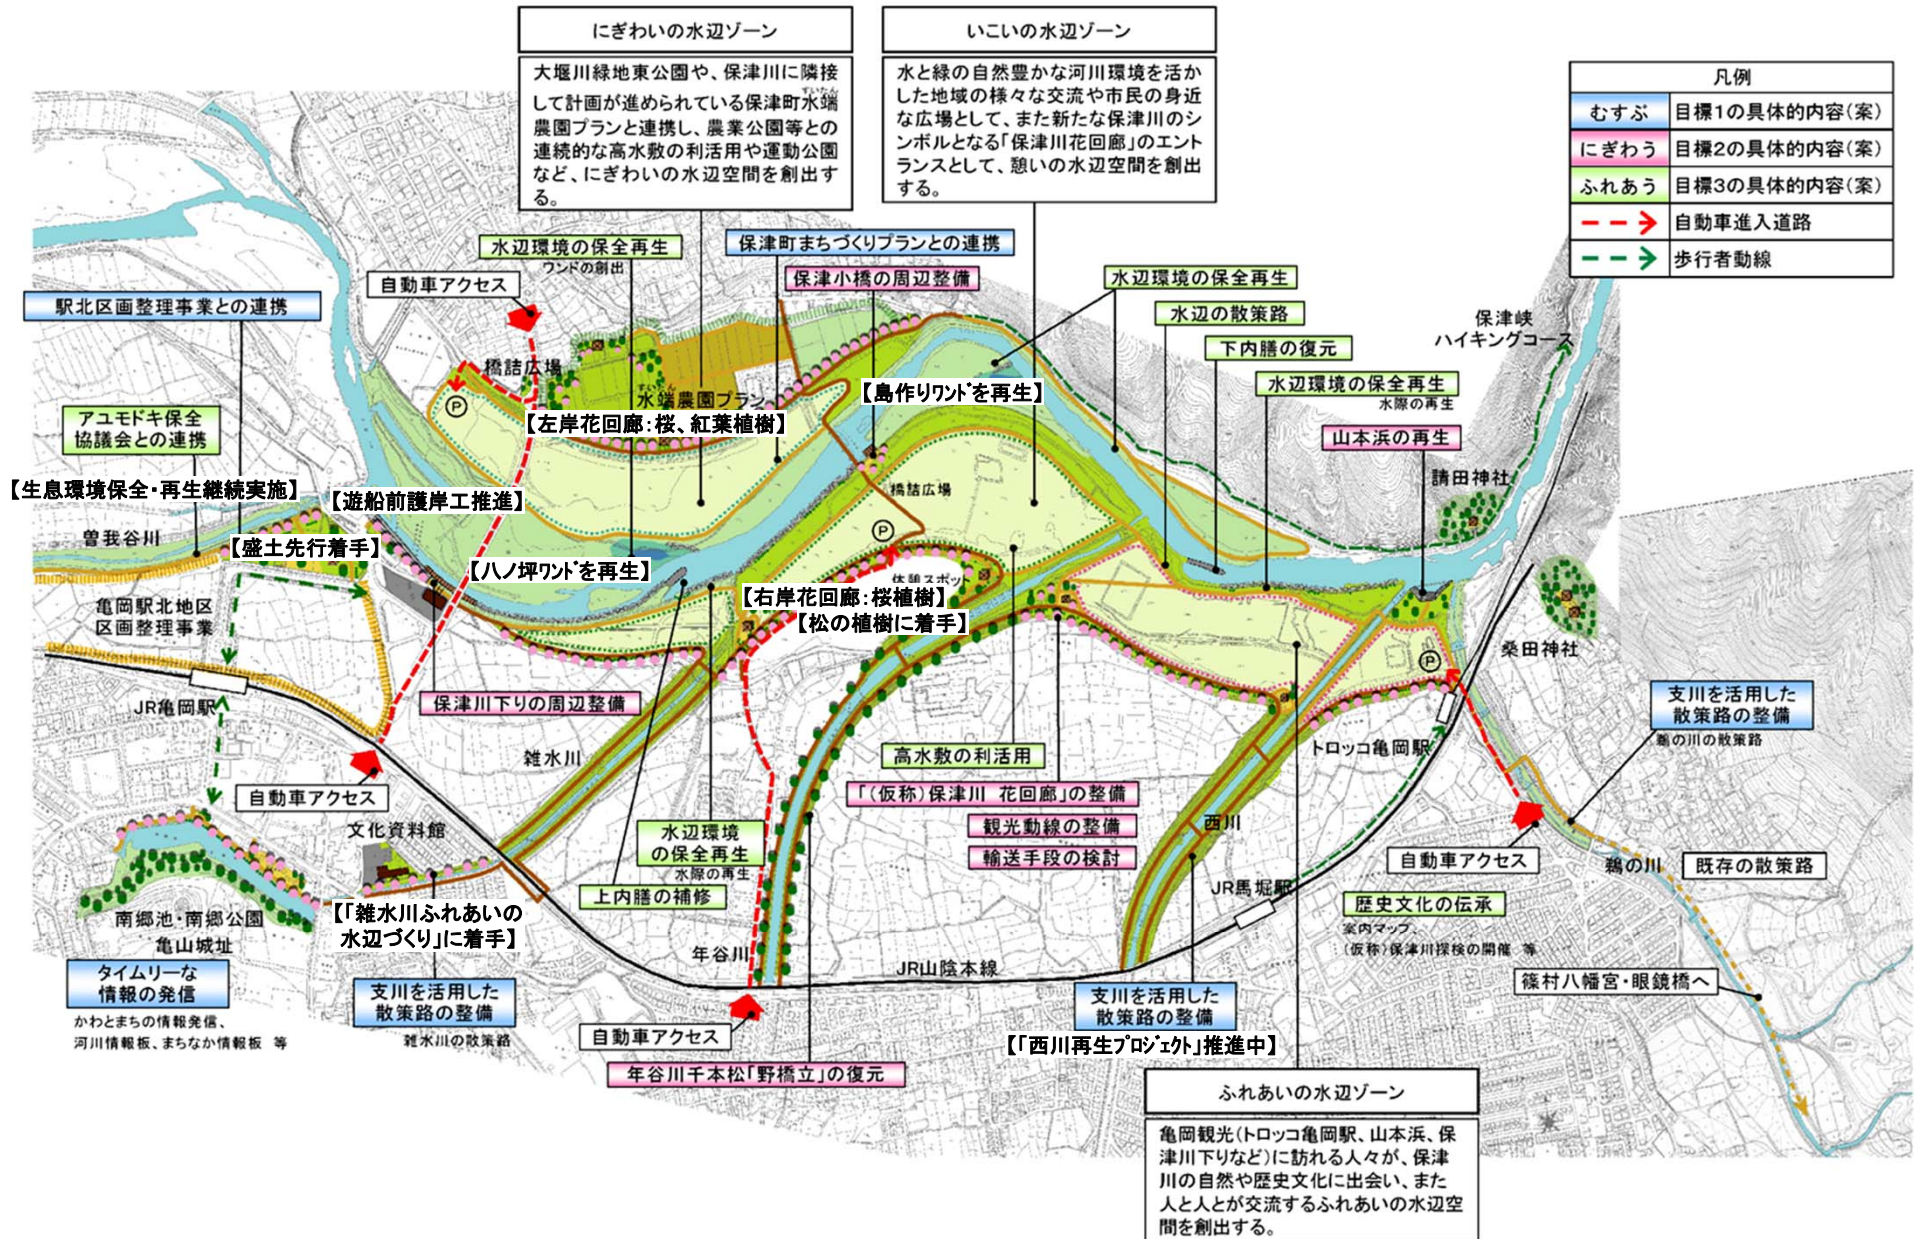 にぎわいの水辺ゾーン
大堰川緑地東公園や、保津川に隣接
して計画が進められている保津町水端
すいたん
農園プランと連携し、農業公園等との
連続的な高水敷の利活用や運動公園
など、にぎわいの水辺空間を創出す
る。
いこいの水辺ゾーン
水と緑の自然豊かな河川環境を活か
した地域の様々な交流や市民の身近
な広場として、また新たな保津川のシ
ンボルとなる「保津川花回廊」のエント
ランスとして、憩いの水辺空間を創出
する。
凡例
むすぶ 目標1の具体的内容(案)
にぎわう 目標2の具体的内容(案)
ふれあう 目標3の具体的内容(案)
自動車進入道路
歩行者動線
水辺環境の保全再生
ワンドの創出
保津町まちづくりプランとの連携
保津小橋の周辺整備
自動車アクセス
駅北区画整理事業との連携
水辺環境の保全再生
水辺の散策路
下内膳の復元
水辺環境の保全再生
水際の再生
山本浜の再生
保津峡
ハイキングコース
橋詰広場
P
すいたん
水端農園プラン
【島作りワンドを再生】
【左岸花回廊：桜、紅葉植樹】
アユモドキ保全
協議会との連携
【生息環境保全・再生継続実施】
【遊船前護岸工推進】
橋詰広場
請田神社
曽我谷川
【盛土先行着手】
【八ノ坪ワンドを再生】
P
休憩スポット
【右岸花回廊：桜植樹】
【松の植樹に着手】
亀岡駅北地区
区画整理事業
桑田神社
P
JR亀岡駅
保津川下りの周辺整備
支川を活用した
散策路の整備
鵜の川の散策路
雑水川
高水敷の利活用
トロッコ亀岡駅
自動車アクセス
「(仮称)保津川 花回廊」の整備
観光動線の整備
輸送手段の検討
文化資料館
水辺環境
の保全再生
水際の再生
西川
自動車アクセス
鵜の川
既存の散策路
上内膳の補修
JR馬堀駅
歴史文化の伝承
案内マップ、
(仮称)保津川探検の開催 等
南郷池・南郷公園
亀山城址
【「雑水川ふれあいの
水辺づくり」に着手】
年谷川
JR山陰本線
篠村八幡宮・眼鏡橋へ
タイムリーな
情報の発信
かわとまちの情報発信、
河川情報板、まちなか情報板 等
支川を活用した
散策路の整備
雑水川の散策路
自動車アクセス
支川を活用した
散策路の整備
【「西川再生プロジェクト」推進中】
年谷川千本松「野橋立」の復元
ふれあいの水辺ゾーン
亀岡観光(トロッコ亀岡駅、山本浜、保
津川下りなど)に訪れる人々が、保津
川の自然や歴史文化に出会い、また
人と人とが交流するふれあいの水辺空
間を創出する。